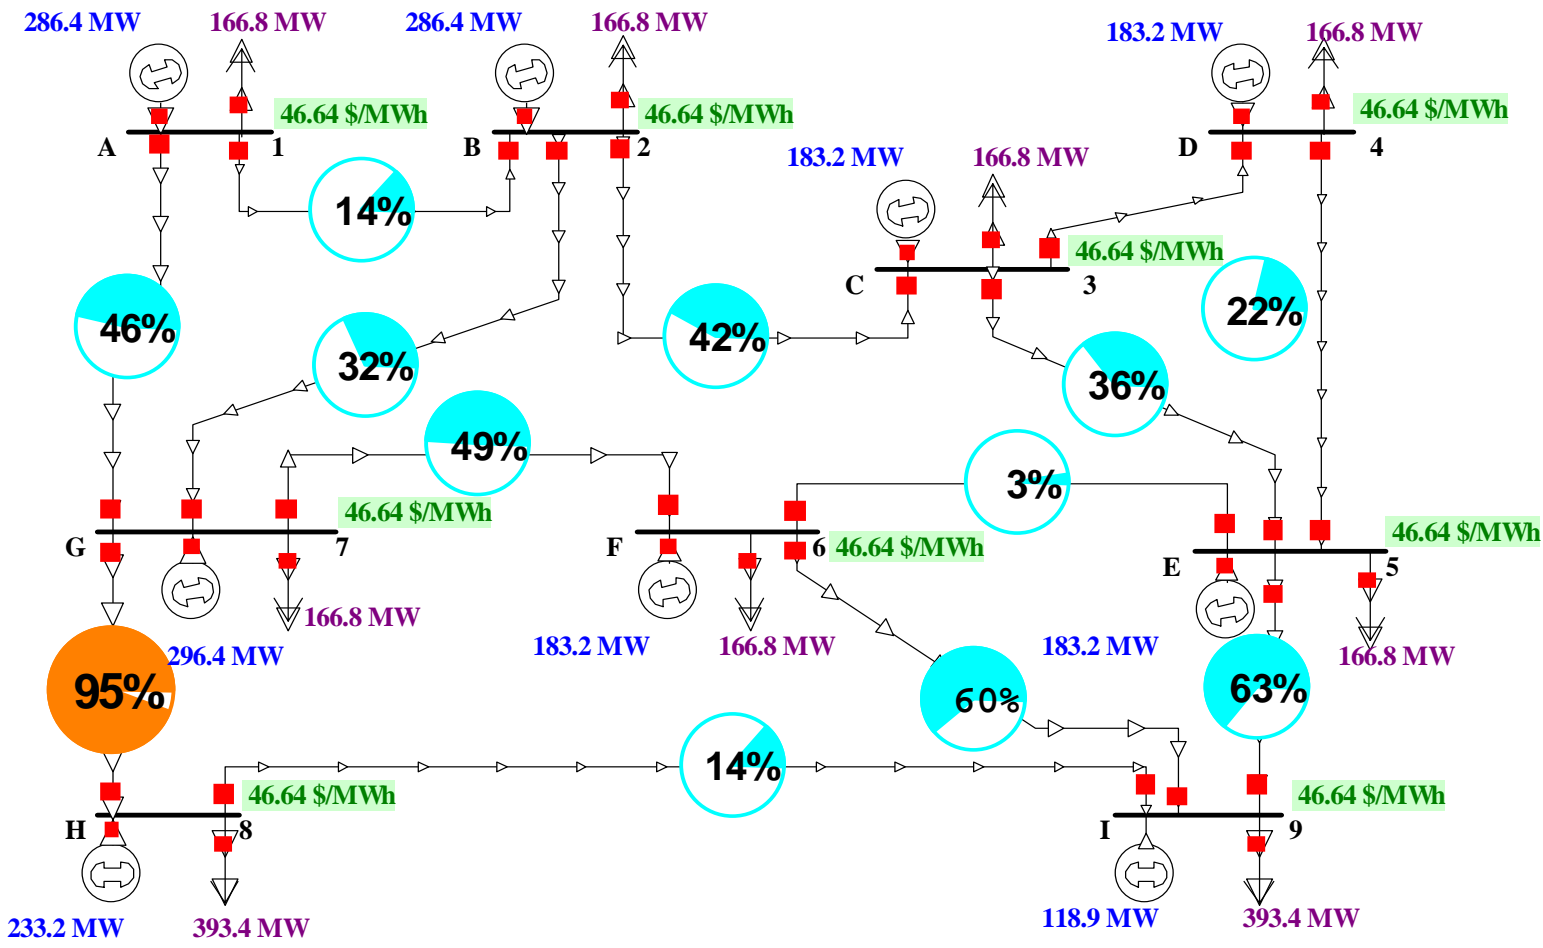 286.4 MW
166.8 MW
286.4 MW
166.8 MW
183.2 MW
166.8 MW
46.64 $/MWh
46.64 $/MWh
46.64 $/MWh
A
1
B
2
D
4
183.2 MW
166.8 MW
14%
46.64 $/MWh
C
3
46%
32%
42%
22%
36%
49%
3%
46.64 $/MWh
46.64 $/MWh
46.64 $/MWh
G
7
F
6
E
5
166.8 MW
296.4 MW
183.2 MW
166.8 MW
183.2 MW
166.8 MW
95%
60%
63%
14%
46.64 $/MWh
46.64 $/MWh
H
8
I
9
233.2 MW
393.4 MW
118.9 MW
393.4 MW